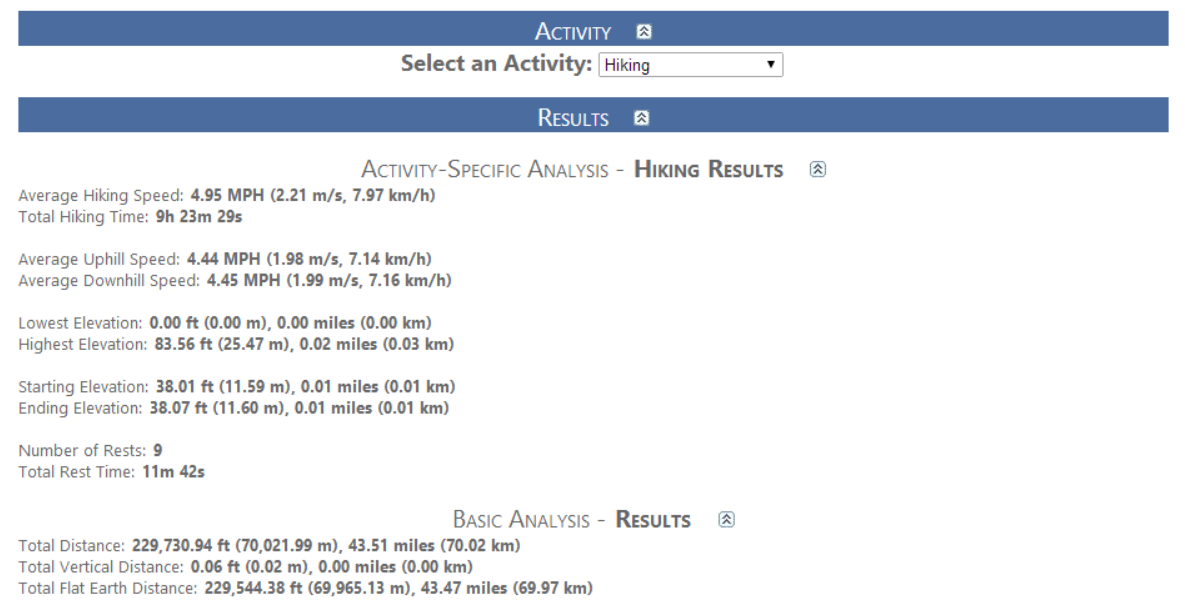 Activity
Select an Activity: Hiking
Results
Activity-Specific Analysis - Hiking Results
Average Hiking Speed: 4.95 MPH (2.21 m/s, 7.97 km/h)
Total Hiking Time: 9h 23m 29s
Average Uphill Speed: 4.44 MPH (1.98 m/s, 7.14 km/h)
Average Downhill Speed: 4.45 MPH (1.99 m/s, 7.16 km/h)
Lowest Elevation: 0.00 ft (0.00 m), 0.00 miles (0.00 km)
Highest Elevation: 83.56 ft (25.47 m), 0.02 miles (0.03 km)
Starting Elevation: 38.01 ft (11.59 m), 0.01 miles (0.01 km)
Ending Elevation: 38.07 ft (11.60 m), 0.01 miles (0.01 km)
Number of Rests: 9
Total Rest Time: 11m 42s
Basic Analysis - Results
Total Distance: 229,730.94 ft (70,021.99 m), 43.51 miles (70.02 km)
Total Vertical Distance: 0.06 ft (0.02 m), 0.00 miles (0.00 km)
Total Flat Earth Distance: 229,544.38 ft (69,965.13 m), 43.47 miles (69.97 km)